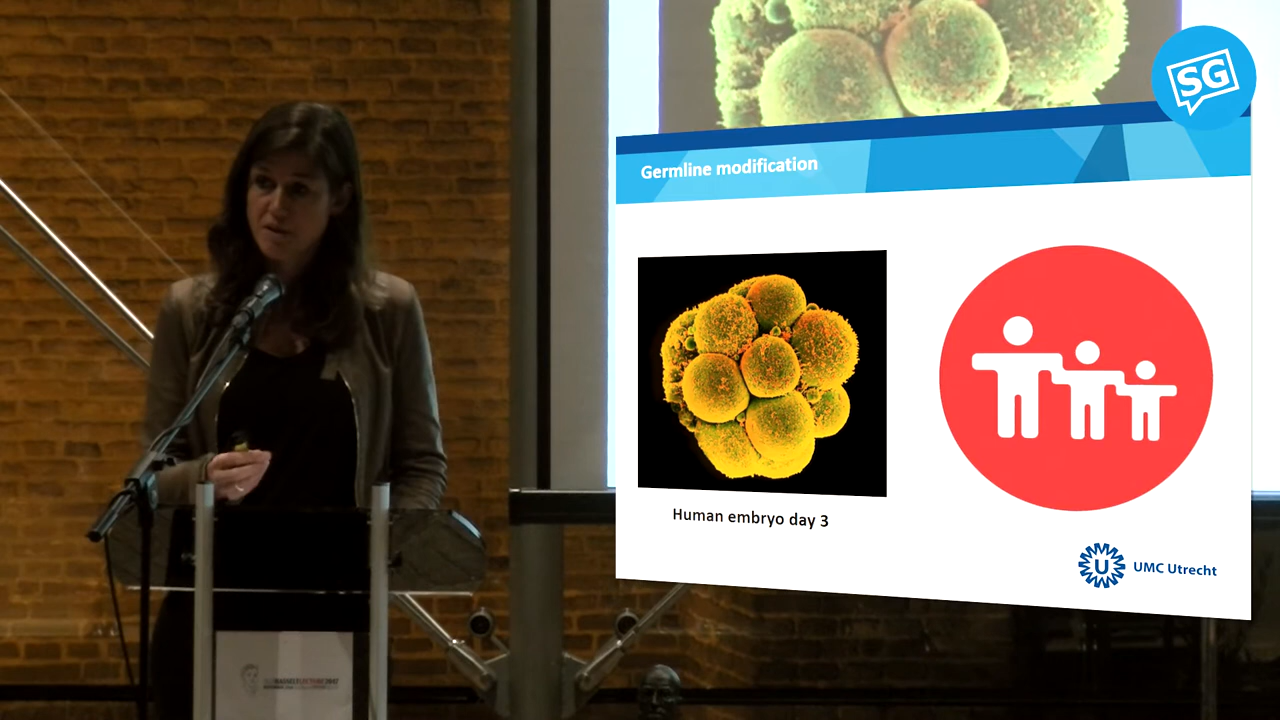 SG
Germline modification
Human embryo day 3
U
UMC Utrecht